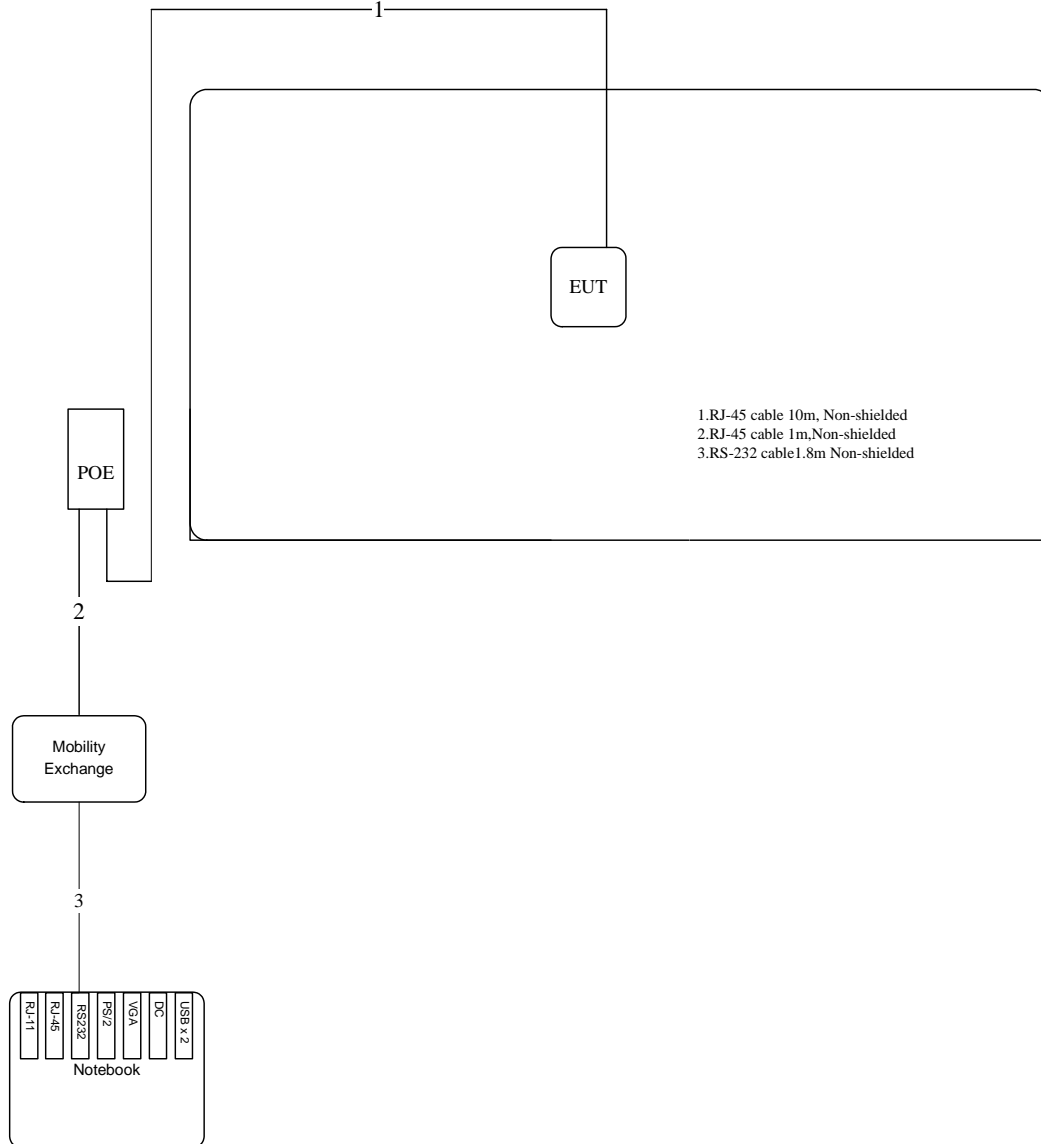 1
EUT
1.RJ-45 cable 10m, Non-shielded
2.RJ-45 cable 1m,Non-shielded
3.RS-232 cable1.8m Non-shielded
POE
2
Mobility
Exchange
3
RJ-11
RJ-45
RS232
PS/2
VGA
DC
USB x 2
Notebook